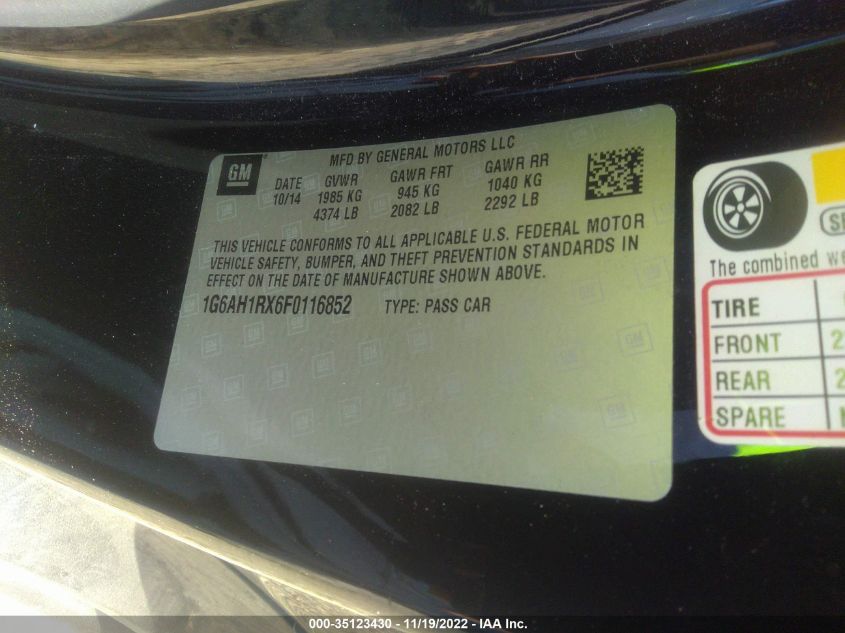 GM
MFD BY GENERAL MOTORS LLC
DATE GVWR GAWR FRT GAWR RR
10/14 1985 KG 945 KG 1040 KG
4374 LB 2082 LB 2292 LB
THIS VEHICLE CONFORMS TO ALL APPLICABLE U.S. FEDERAL MOTOR
VEHICLE SAFETY, BUMPER, AND THEFT PREVENTION STANDARDS IN
EFFECT ON THE DATE OF MANUFACTURE SHOWN ABOVE.
1G6AH1RX6F0116852 TYPE: PASS CAR
The combined
TIRE
FRONT
REAR
SPARE
000-35123430 - 11/19/2022 - IAA Inc.